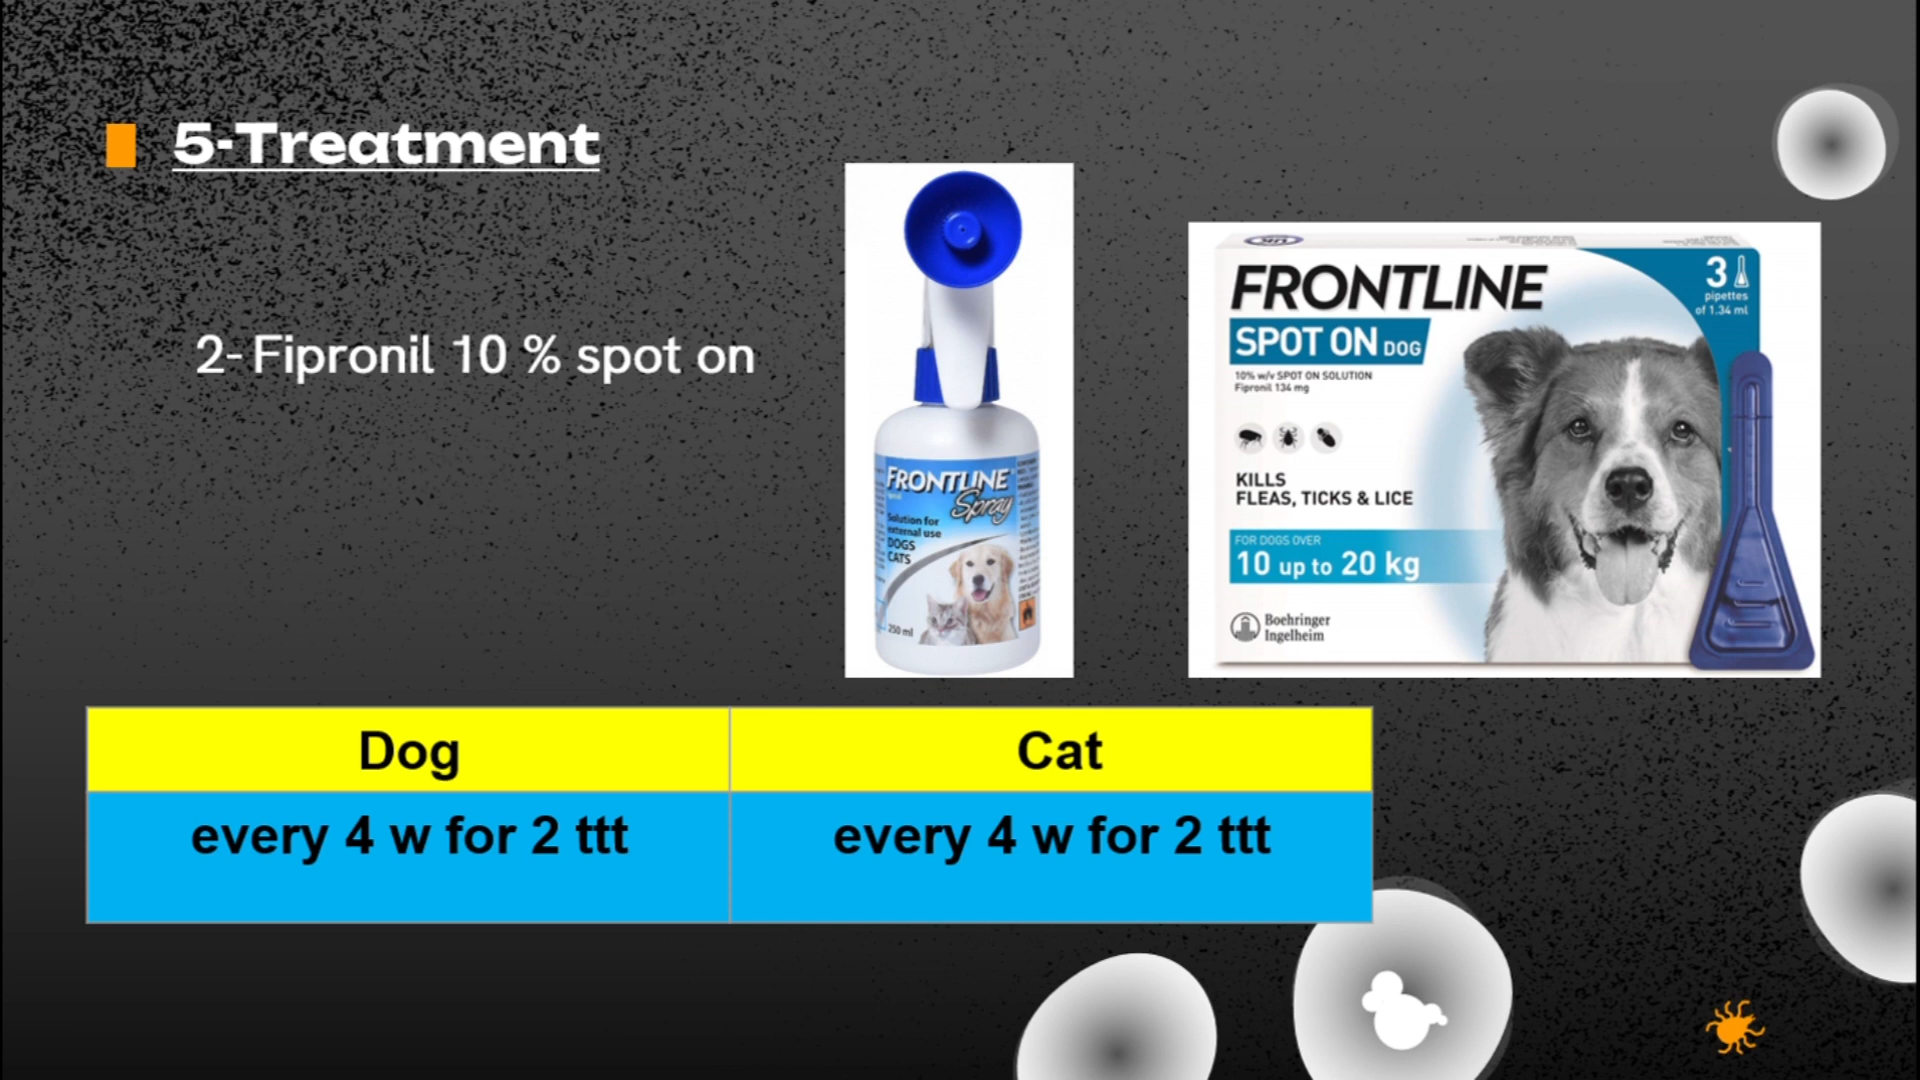 5-Treatment
2- Fipronil 10 % spot on
FRONTLINE
Spray
Solution for
external use
DOGS
CATS
250 ml
UK
FRONTLINE
SPOT ON DOG
10% w/v SPOT ON SOLUTION
Fipronil 134 mg
3
pipettes
of 1.34 ml
KILLS
FLEAS, TICKS & LICE
FOR DOGS OVER
10 up to 20 kg
Boehringer
Ingelheim
Dog Cat
every 4 w for 2 ttt every 4 w for 2 ttt